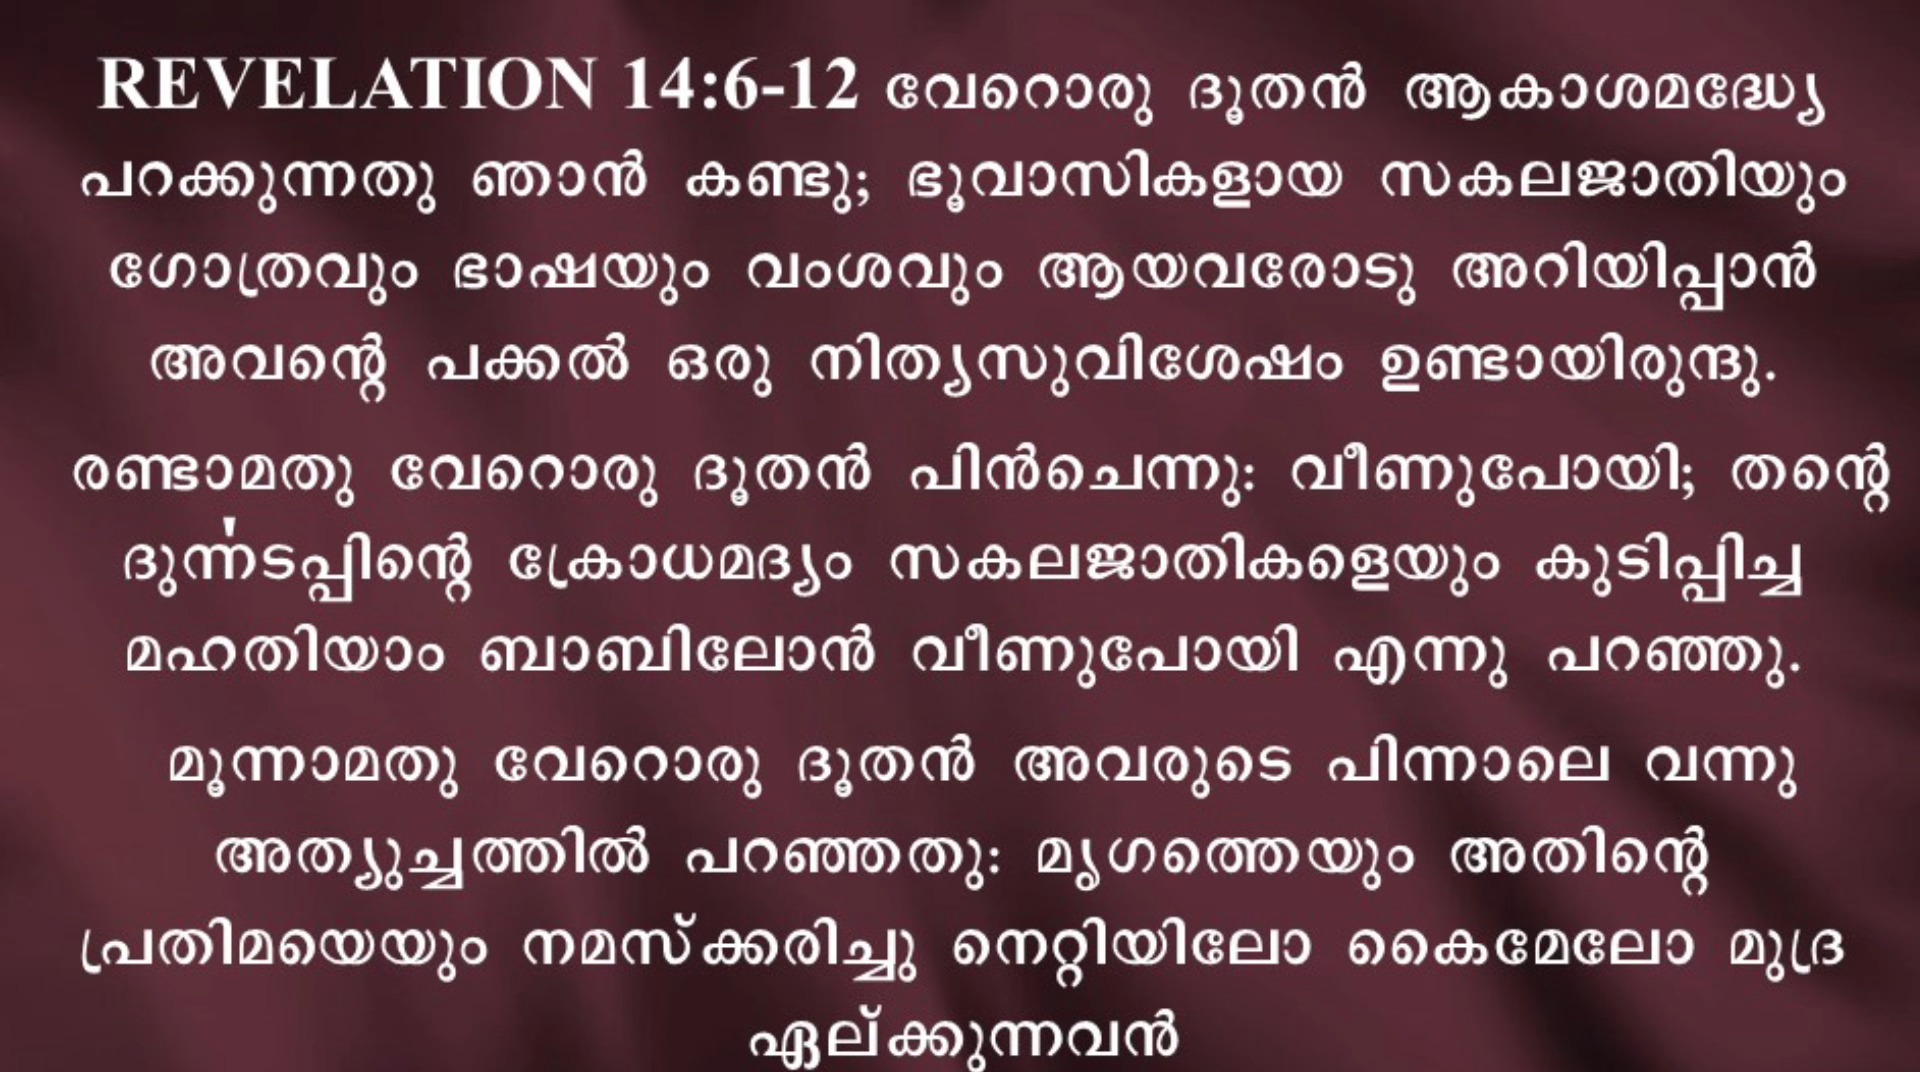 REVELATION 14:6-12 വേറൊരു ദൂതൻ ആകാശമദ്ധ്യേ
പറക്കുന്നതു ഞാൻ കണ്ടു; ഭൂവാസികളായ സകലജാതിയും
ഗോത്രവും ഭാഷയും വംശവും ആയവരോടു അറിയിപ്പാൻ
അവന്റെ പക്കൽ ഒരു നിത്യസുവിശേഷം ഉണ്ടായിരുന്ദു.
രണ്ടാമതു വേറൊരു ദൂതൻ പിൻചെന്നു: വീണുപോയി; തന്റെ
ദുൎന്നടപ്പിന്റെ ക്രോധമദ്യം സകലജാതികളെയും കുടിപ്പിച്ച
മഹതിയാം ബാബിലോൻ വീണുപോയി എന്നു പറഞ്ഞു.
മൂന്നാമതു വേറൊരു ദൂതൻ അവരുടെ പിന്നാലെ വന്നു
അത്യുച്ചത്തിൽ പറഞ്ഞതു: മൃഗത്തെയും അതിന്റെ
പ്രതിമയെയും നമസ്ക്കരിച്ചു നെറ്റിയിലോ കൈമേലോ മുദ്ര
ഏല്ക്കുന്നവൻ